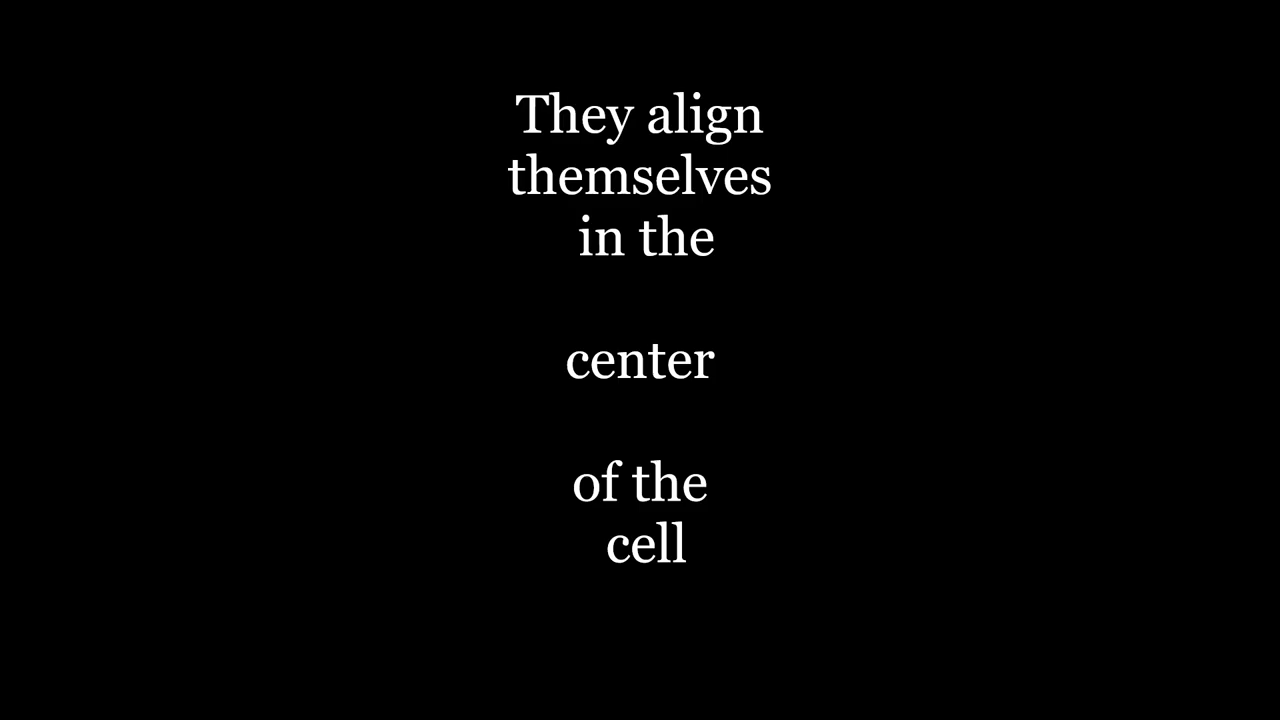 They align
themselves
in the
center
of the
cell